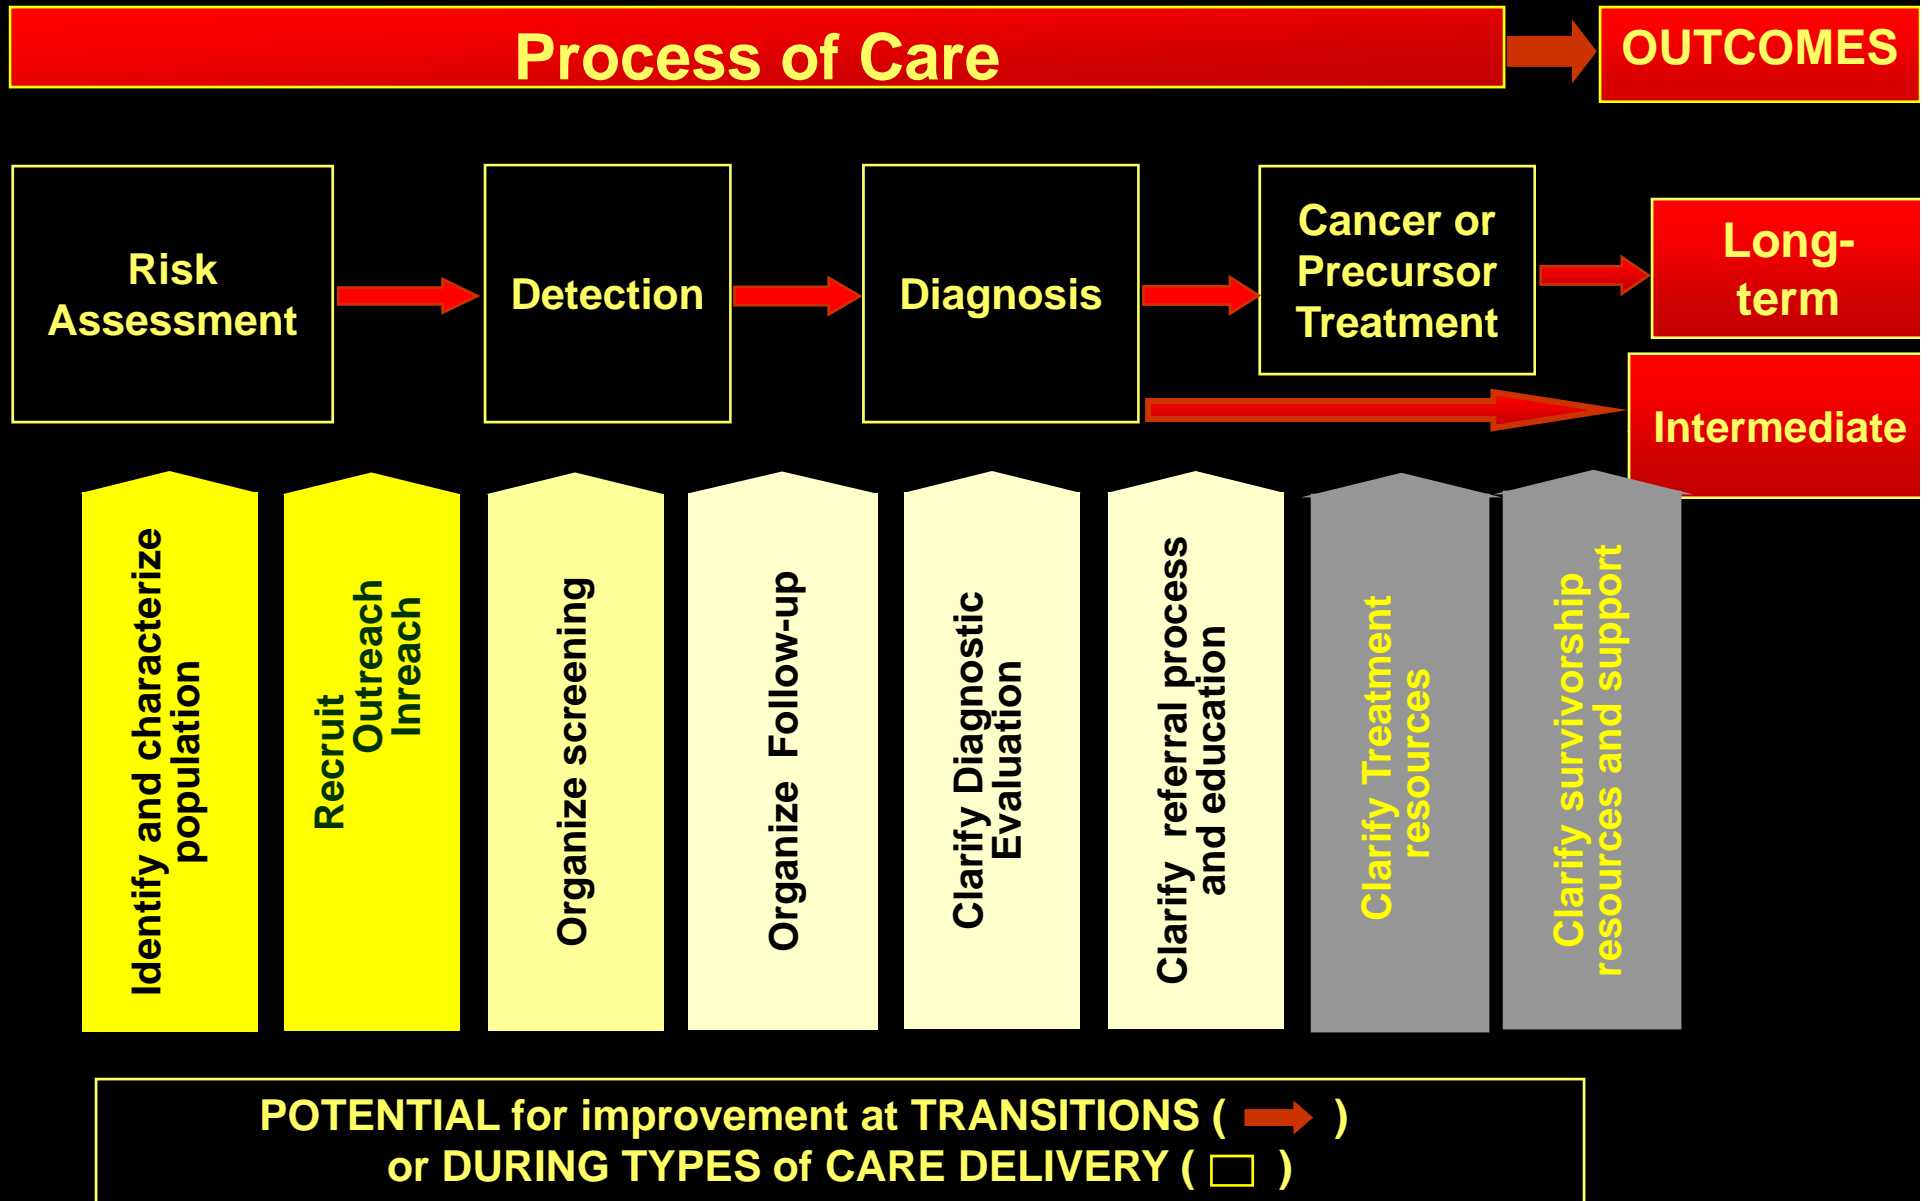 Process of Care
OUTCOMES
Risk
Assessment
Detection
Diagnosis
Cancer or
Precursor
Treatment
Long-
term
Intermediate
Identify and characterize
population
Recruit
Outreach
Inreach
Organize screening
Organize Follow-up
Clarify Diagnostic
Evaluation
Clarify referral process
and education
Clarify Treatment
resources
Clarify survivorship
resources and support
POTENTIAL for improvement at TRANSITIONS ( )
or DURING TYPES of CARE DELIVERY ( )